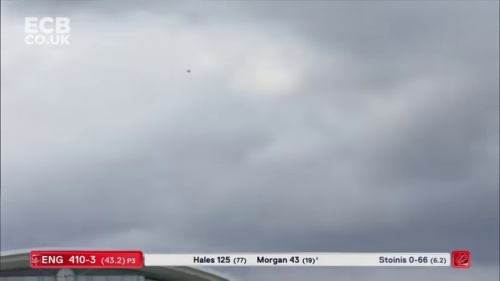 ECB
CO.UK
ENG 410-3 (43.2) P3 Hales 125 (77) Morgan 43 (19)* Stoinis 0-66 (6.2)